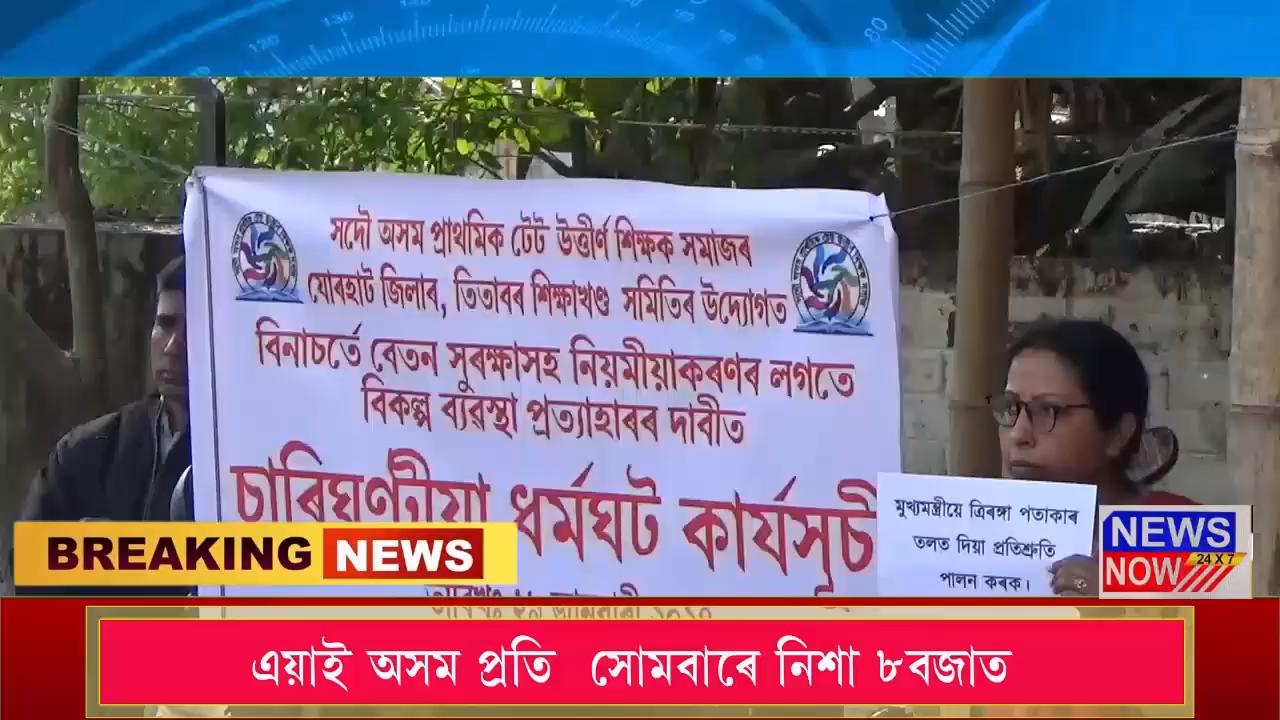 সদৌ অসম প্ৰাথমিক টেট উত্তীৰ্ণ শিক্ষক সমাজৰ
যোৰহাট জিলাৰ, তিতাবৰ শিক্ষাখণ্ড সমিতিৰ উদ্যোগত
বিনাচৰ্তে বেতন সুৰক্ষাসহ নিয়মীয়াকৰণৰ লগতে
বিকল্প ব্যৱস্থা প্ৰত্যাহাৰৰ দাবীত
চাৰিঘণ্টীয়া ধৰ্মঘট কাৰ্যসূচী
মুখ্যমন্ত্ৰীয়ে ত্ৰিৰঙ্গা পতাকাৰ
তলত দিয়া প্ৰতিশ্ৰুতি
পালন কৰক।
BREAKING NEWS
NEWS
NOW 24 X 7
এয়াই অসম প্ৰতি সোমবাৰে নিশা ৮বজাত